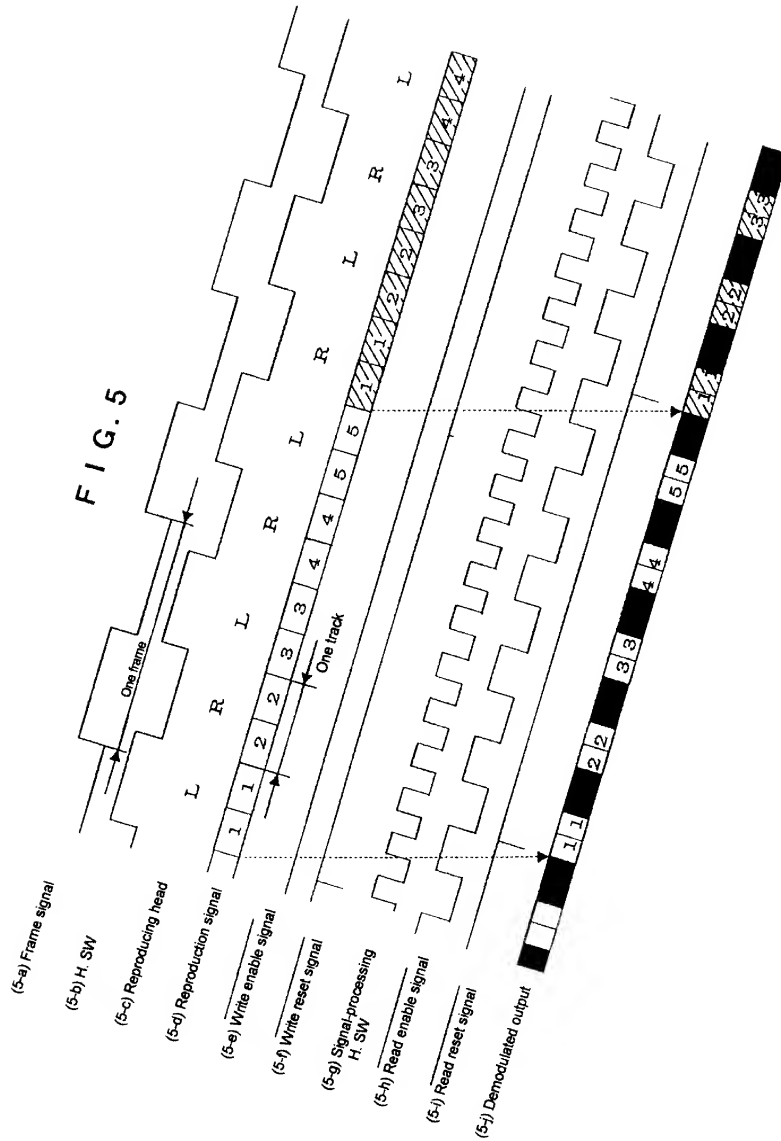 FIG. 5
(5-a) Frame signal
One frame
(5-b) H. SW
(5-c) Reproducing head
L R L R L R L R L
(5-d) Reproduction signal
1 1 2 2 3 3 4 4 5 5 1 1 2 2 3 3 4 4
One track
(5-e) Write enable signal
(5-f) Write reset signal
(5-g) Signal-processing
H. SW
(5-h) Read enable signal
(5-i) Read reset signal
(5-j) Demodulated output
1 1 2 2 3 3 4 4 5 5 1 1 2 2 3 3